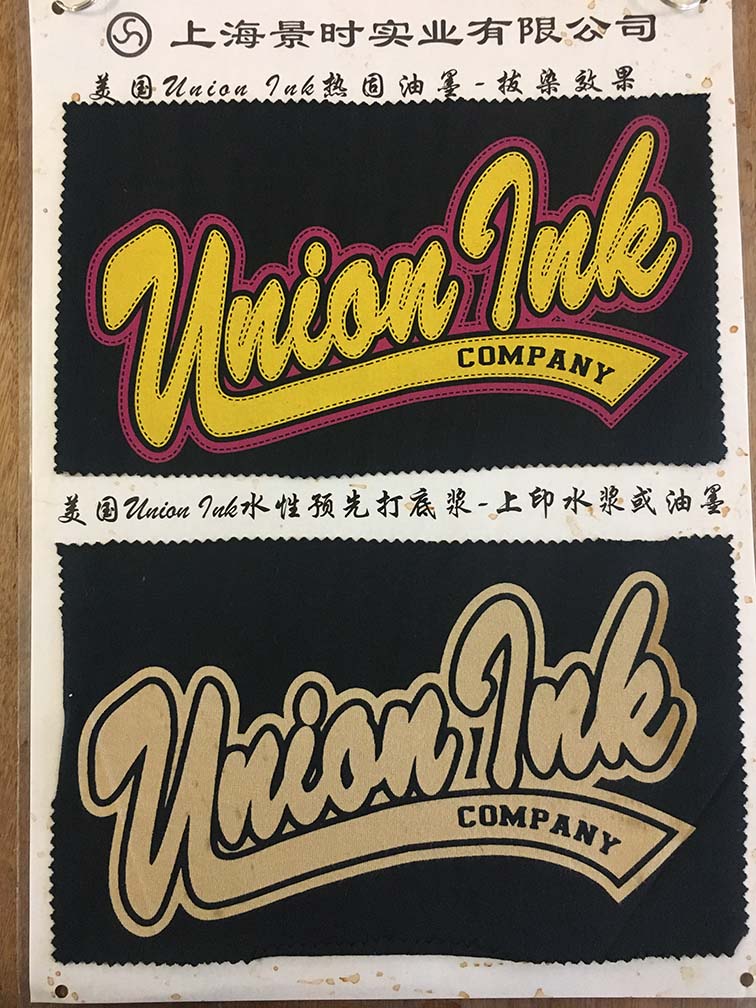 上海景时实业有限公司
美国Union Ink热固油墨-拔染效果
Union Ink
COMPANY
美国Union Ink水性预先打底浆-上印水浆或油墨
Union Ink
COMPANY